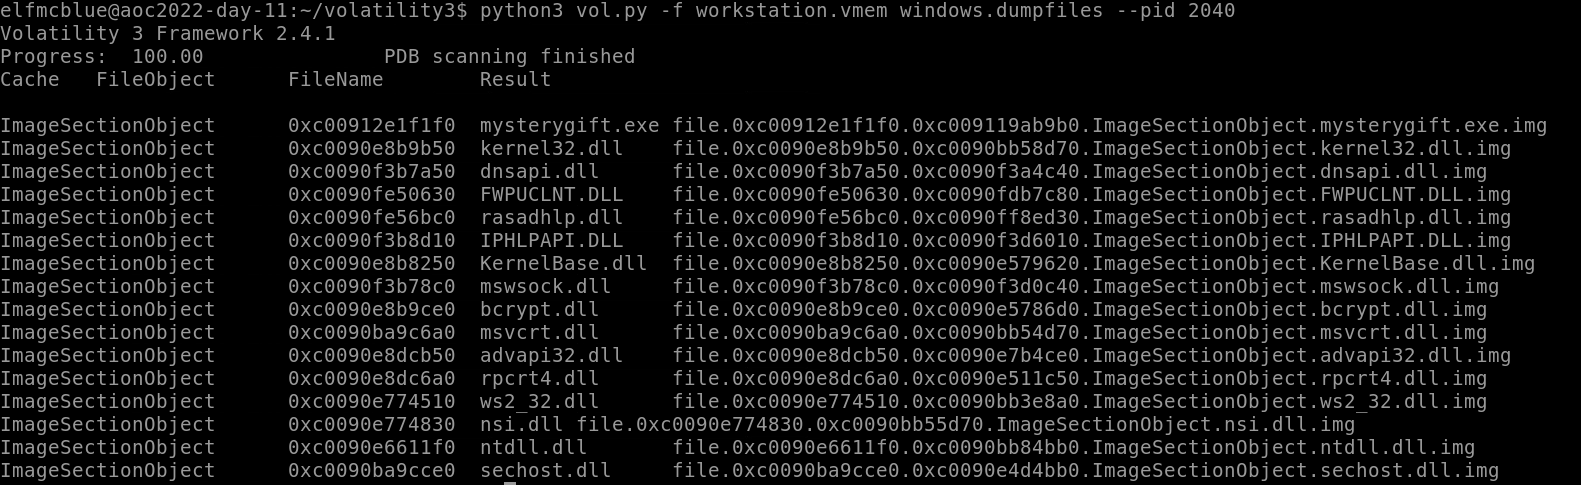 elfmcblue@aoc2022-day-11:~/volatility3$ python3 vol.py -f workstation.vmem windows.dumpfiles --pid 2040
Volatility 3 Framework 2.4.1
Progress:  100.00               PDB scanning finished
Cache   FileObject      FileName        Result

ImageSectionObject      0xc00912e1f1f0  mysterygift.exe file.0xc00912e1f1f0.0xc009119ab9b0.ImageSectionObject.mysterygift.exe.img
ImageSectionObject      0xc0090e8b9b50  kernel32.dll    file.0xc0090e8b9b50.0xc0090bb58d70.ImageSectionObject.kernel32.dll.img
ImageSectionObject      0xc0090f3b7a50  dnsapi.dll      file.0xc0090f3b7a50.0xc0090f3a4c40.ImageSectionObject.dnsapi.dll.img
ImageSectionObject      0xc0090fe50630  FWPUCLNT.DLL    file.0xc0090fe50630.0xc0090fdb7c80.ImageSectionObject.FWPUCLNT.DLL.img
ImageSectionObject      0xc0090fe56bc0  rasadhlp.dll    file.0xc0090fe56bc0.0xc0090ff8ed30.ImageSectionObject.rasadhlp.dll.img
ImageSectionObject      0xc0090f3b8d10  IPHLPAPI.DLL    file.0xc0090f3b8d10.0xc0090f3d6010.ImageSectionObject.IPHLPAPI.DLL.img
ImageSectionObject      0xc0090e8b8250  KernelBase.dll  file.0xc0090e8b8250.0xc0090e579620.ImageSectionObject.KernelBase.dll.img
ImageSectionObject      0xc0090f3b78c0  mswsock.dll     file.0xc0090f3b78c0.0xc0090f3d0c40.ImageSectionObject.mswsock.dll.img
ImageSectionObject      0xc0090e8b9ce0  bcrypt.dll      file.0xc0090e8b9ce0.0xc0090e5786d0.ImageSectionObject.bcrypt.dll.img
ImageSectionObject      0xc0090ba9c6a0  msvcrt.dll      file.0xc0090ba9c6a0.0xc0090bb54d70.ImageSectionObject.msvcrt.dll.img
ImageSectionObject      0xc0090e8dcb50  advapi32.dll    file.0xc0090e8dcb50.0xc0090e7b4ce0.ImageSectionObject.advapi32.dll.img
ImageSectionObject      0xc0090e8dc6a0  rpcrt4.dll      file.0xc0090e8dc6a0.0xc0090e511c50.ImageSectionObject.rpcrt4.dll.img
ImageSectionObject      0xc0090e774510  ws2_32.dll      file.0xc0090e774510.0xc0090bb3e8a0.ImageSectionObject.ws2_32.dll.img
ImageSectionObject      0xc0090e774830  nsi.dll file.0xc0090e774830.0xc0090bb55d70.ImageSectionObject.nsi.dll.img
ImageSectionObject      0xc0090e6611f0  ntdll.dll       file.0xc0090e6611f0.0xc0090bb84bb0.ImageSectionObject.ntdll.dll.img
ImageSectionObject      0xc0090ba9cce0  sechost.dll     file.0xc0090ba9cce0.0xc0090e4d4bb0.ImageSectionObject.sechost.dll.img